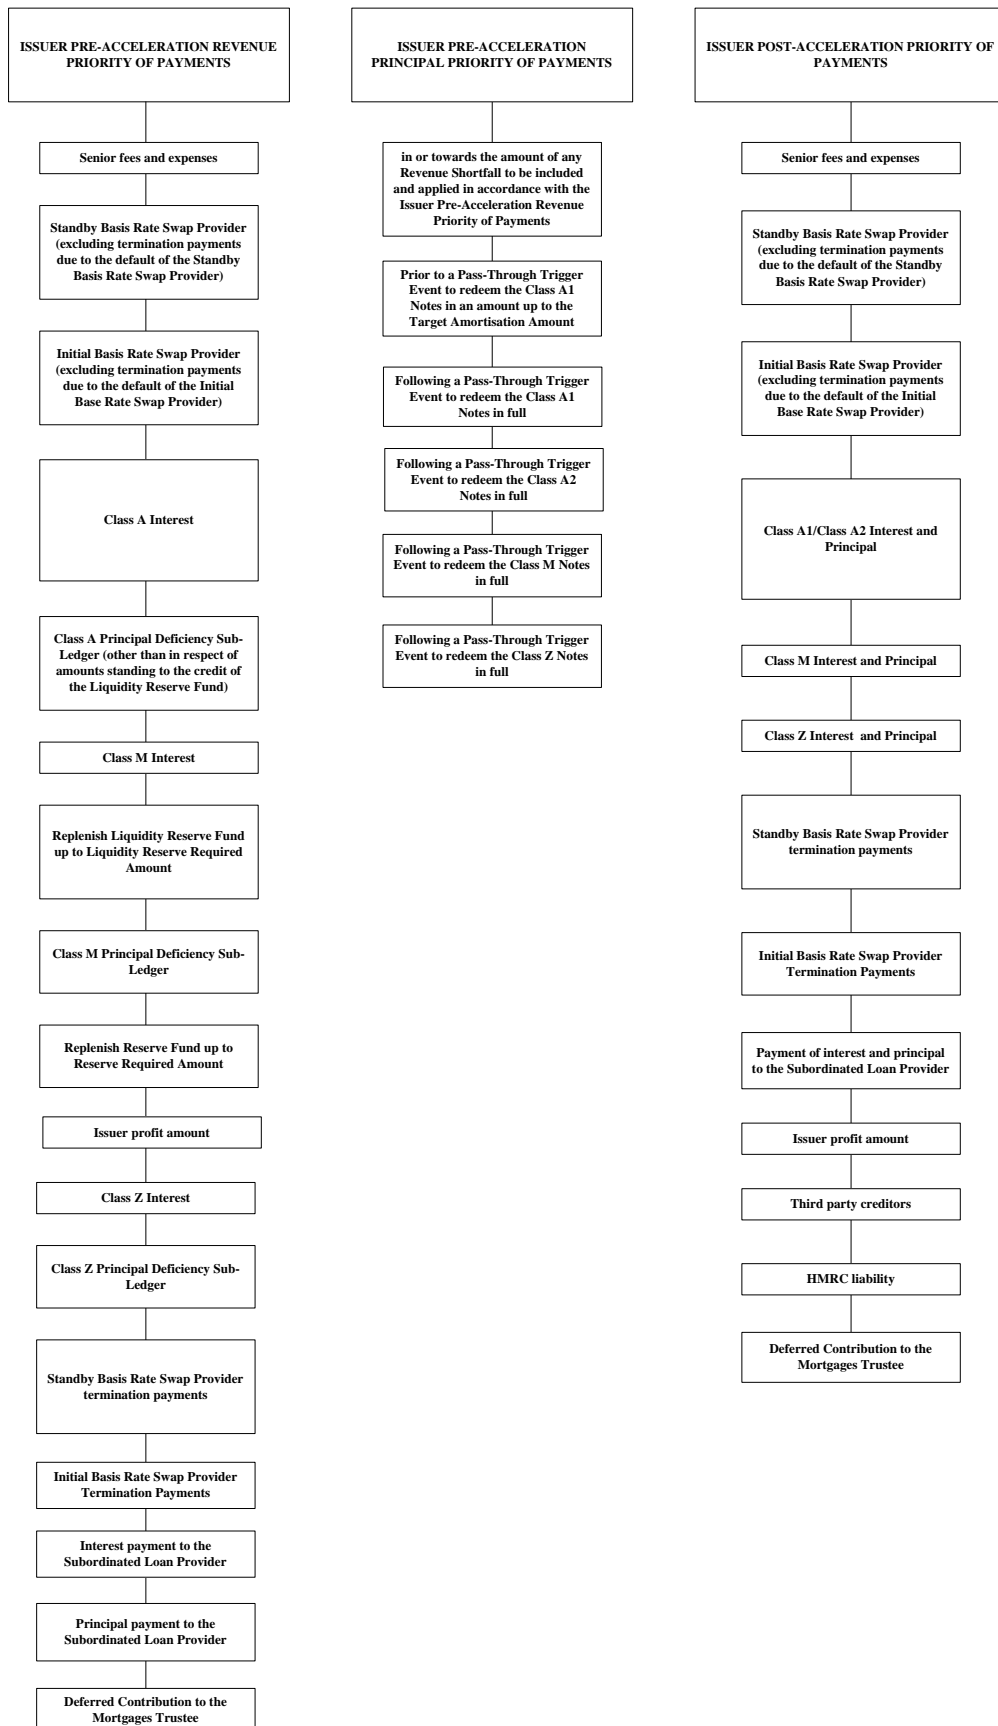 ISSUER PRE-ACCELERATION REVENUE
PRIORITY OF PAYMENTS
Senior fees and expenses
Standby Basis Rate Swap Provider
(excluding termination payments
due to the default of the Standby
Basis Rate Swap Provider)
Initial Basis Rate Swap Provider
(excluding termination payments
due to the default of the Initial
Base Rate Swap Provider)
Class A Interest
Class A Principal Deficiency Sub-
Ledger (other than in respect of
amounts standing to the credit of
the Liquidity Reserve Fund)
Class M Interest
Replenish Liquidity Reserve Fund
up to Liquidity Reserve Required
Amount
Class M Principal Deficiency Sub-
Ledger
Replenish Reserve Fund up to
Reserve Required Amount
Issuer profit amount
Class Z Interest
Class Z Principal Deficiency Sub-
Ledger
Standby Basis Rate Swap Provider
termination payments
Initial Basis Rate Swap Provider
Termination Payments
Interest payment to the
Subordinated Loan Provider
Principal payment to the
Subordinated Loan Provider
Deferred Contribution to the
Mortgages Trustee
ISSUER PRE-ACCELERATION
PRINCIPAL PRIORITY OF PAYMENTS
in or towards the amount of any
Revenue Shortfall to be included
and applied in accordance with the
Issuer Pre-Acceleration Revenue
Priority of Payments
Prior to a Pass-Through Trigger
Event to redeem the Class A1
Notes in an amount up to the
Target Amortisation Amount
Following a Pass-Through Trigger
Event to redeem the Class A1
Notes in full
Following a Pass-Through Trigger
Event to redeem the Class A2
Notes in full
Following a Pass-Through Trigger
Event to redeem the Class M Notes
in full
Following a Pass-Through Trigger
Event to redeem the Class Z Notes
in full
ISSUER POST-ACCELERATION PRIORITY OF
PAYMENTS
Senior fees and expenses
Standby Basis Rate Swap Provider
(excluding termination payments
due to the default of the Standby
Basis Rate Swap Provider)
Initial Basis Rate Swap Provider
(excluding termination payments
due to the default of the Initial
Base Rate Swap Provider)
Class A1/Class A2 Interest and
Principal
Class M Interest and Principal
Class Z Interest and Principal
Standby Basis Rate Swap Provider
termination payments
Initial Basis Rate Swap Provider
Termination Payments
Payment of interest and principal
to the Subordinated Loan Provider
Issuer profit amount
Third party creditors
HMRC liability
Deferred Contribution to the
Mortgages Trustee